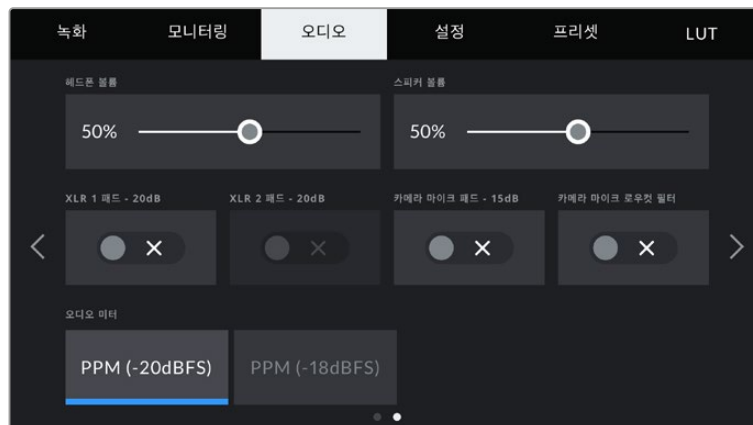 녹화 모니터링 오디오 설정 프리셋 LUT
헤드폰 볼륨 스피커 볼륨
50% 50%
XLR 1 패드 - 20dB XLR 2 패드 - 20dB 카메라 마이크 패드 - 15dB 카메라 마이크 로우컷 필터
오디오 미터
PPM (-20dBFS) PPM (-18dBFS)